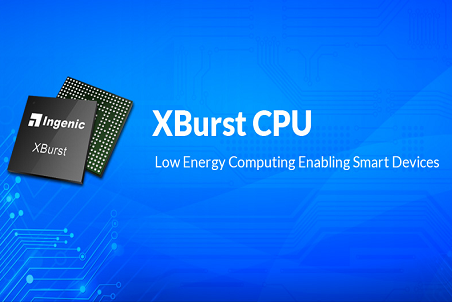 Ingenic
XBurst
XBurst CPU
Low Energy Computing Enabling Smart Devices